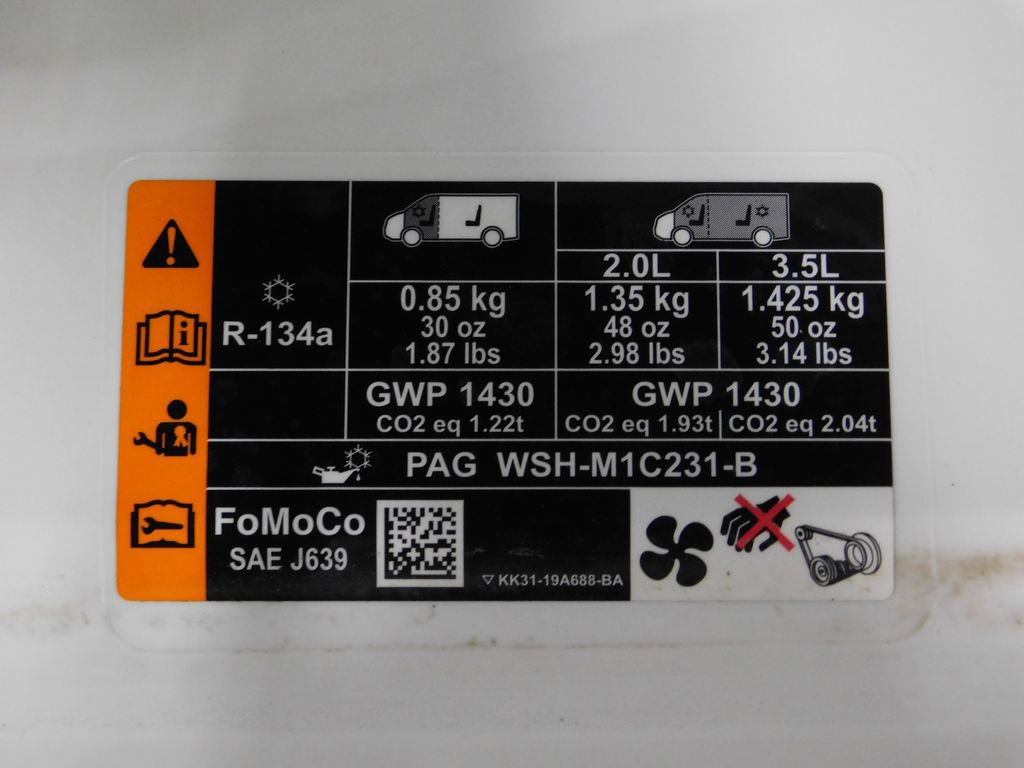 2.0L 3.5L
R-134a
0.85 kg 1.35 kg 1.425 kg
30 oz 48 oz 50 oz
1.87 lbs 2.98 lbs 3.14 lbs
GWP 1430 GWP 1430
CO2 eq 1.22t CO2 eq 1.93t CO2 eq 2.04t
PAG WSH-M1C231-B
FoMoCo
SAE J639
KK31-19A688-BA